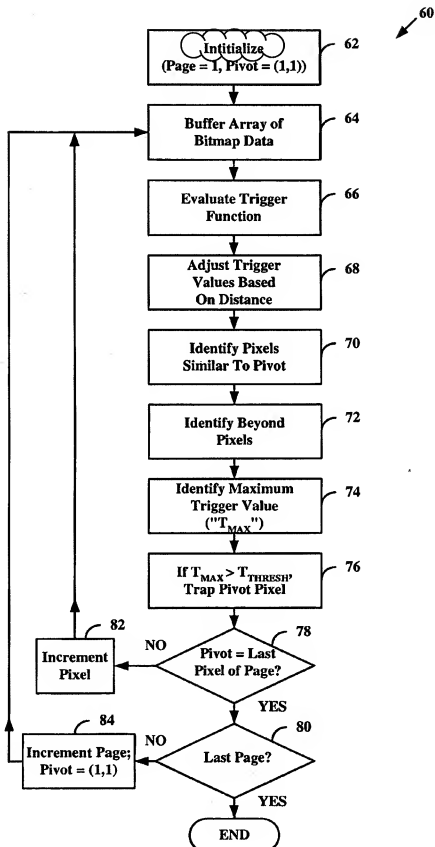 60
Intitialize
(Page = 1, Pivot = (1,1))
62
Buffer Array of
Bitmap Data
64
Evaluate Trigger
Function
66
Adjust Trigger
Values Based
On Distance
68
Identify Pixels
Similar To Pivot
70
Identify Beyond
Pixels
72
Identify Maximum
Trigger Value
("TMAX")
74
If TMAX > TTHRESH,
Trap Pivot Pixel
76
82
Increment
Pixel
NO
Pivot = Last
Pixel of Page?
78
YES
84
Increment Page;
Pivot = (1,1)
NO
Last Page?
80
YES
END